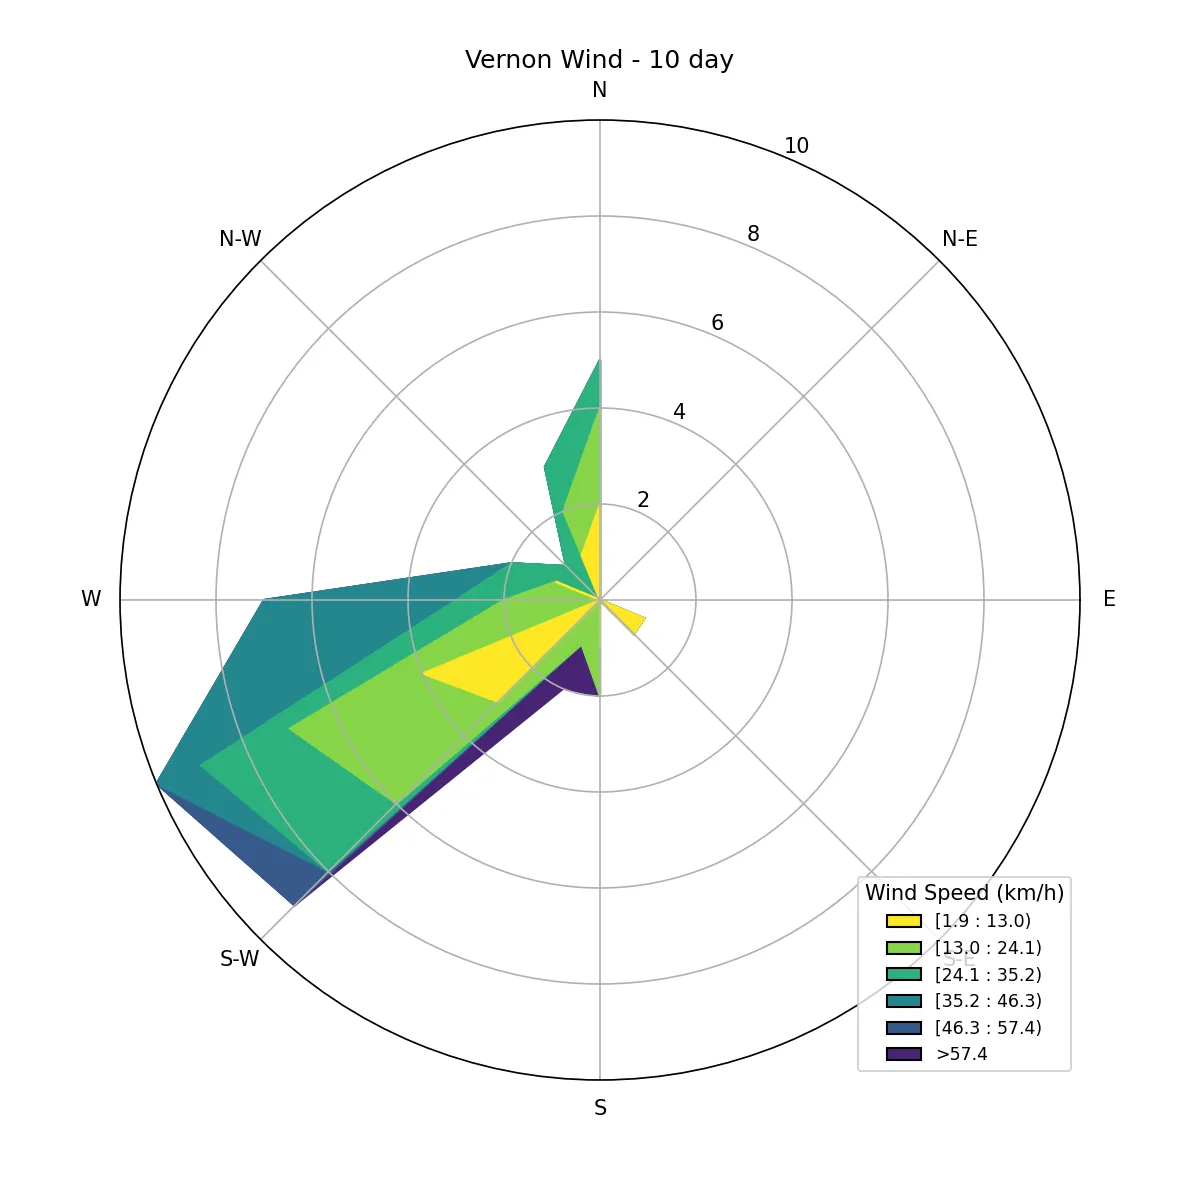 Vernon Wind - 10 day
N
10
N-W
8
N-E
6
4
2
W
E
S-W
S-E
S
Wind Speed (km/h)
[1.9 : 13.0)
[13.0 : 24.1)
[24.1 : 35.2)
[35.2 : 46.3)
[46.3 : 57.4)
>57.4